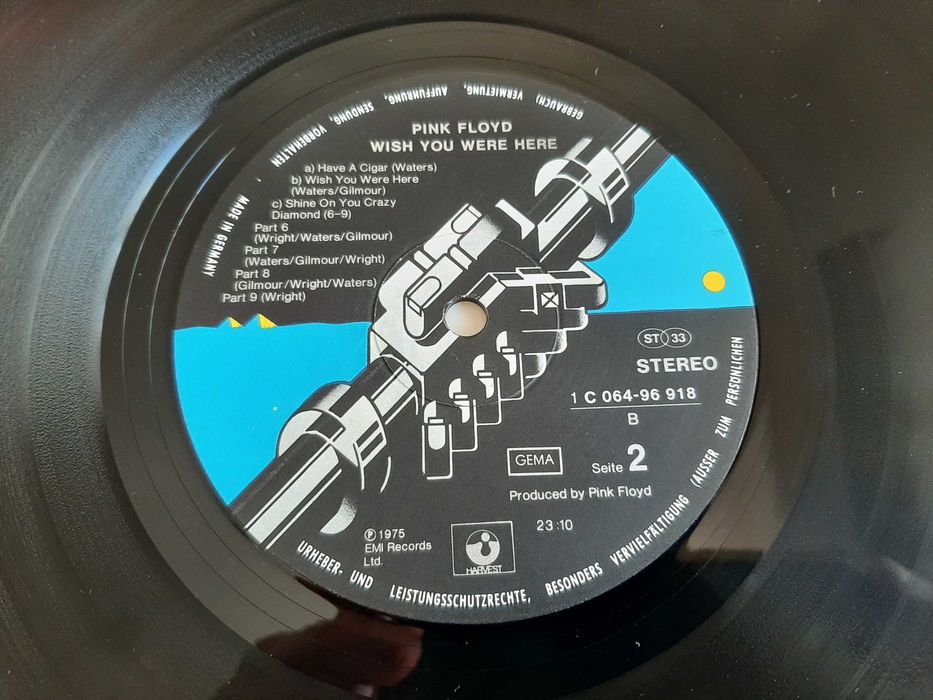 PINK FLOYD
WISH YOU WERE HERE
a) Have A Cigar (Waters)
b) Wish You Were Here
(Waters/Gilmour)
c) Shine On You Crazy
Diamond (6–9)
Part 6
(Wright/Waters/Gilmour)
Part 7
(Waters/Gilmour/Wright)
Part 8
(Gilmour/Wright/Waters)
Part 9 (Wright)
ST 33
STEREO
1 C 064-96 918
B
GEMA
Seite 2
Produced by Pink Floyd
23:10
℗ 1975
EMI Records
Ltd.
HARVEST
MADE IN GERMANY
URHEBER- UND LEISTUNGSSCHUTZRECHTE, BESONDERS VERVIELFÄLTIGUNG (AUSSER ZUM PERSÖNLICHEN GEBRAUCH) VERMIETUNG, AUFFÜHRUNG, SENDUNG, VORBEHALTEN